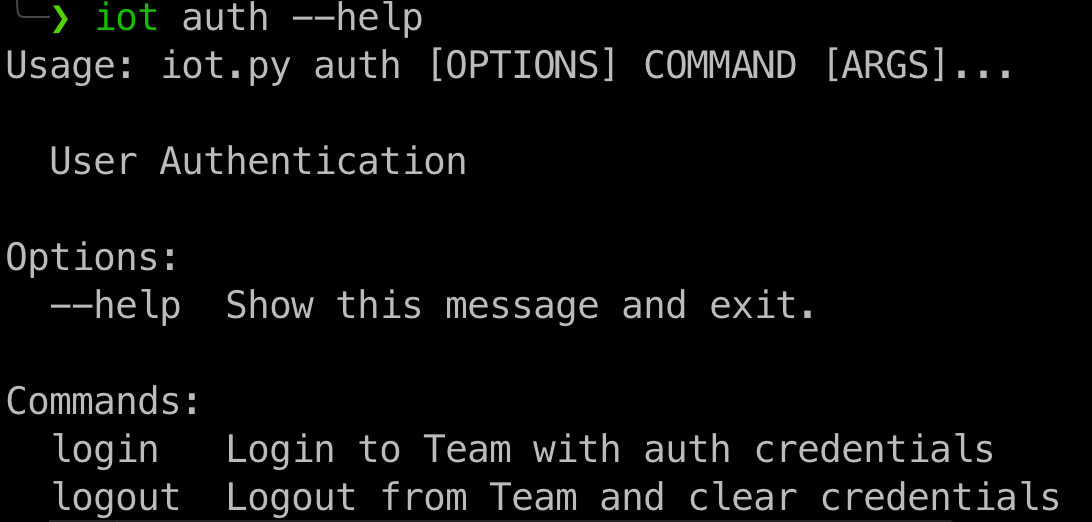 ❯ iot auth --help
Usage: iot.py auth [OPTIONS] COMMAND [ARGS]...
User Authentication
Options:
--help  Show this message and exit.
Commands:
login   Login to Team with auth credentials
logout  Logout from Team and clear credentials